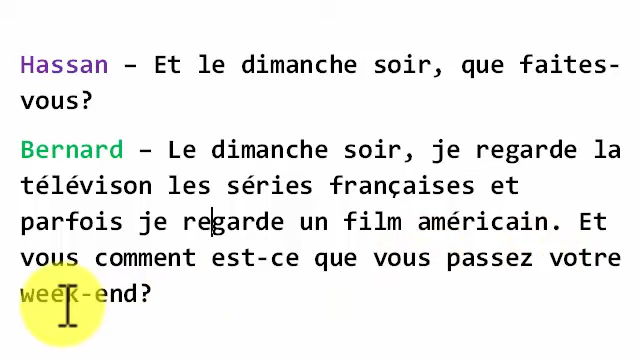 Hassan – Et le dimanche soir, que faites-
vous?
Bernard – Le dimanche soir, je regarde la
télévison les séries françaises et
parfois je regarde un film américain. Et
vous comment est-ce que vous passez votre
week-end?